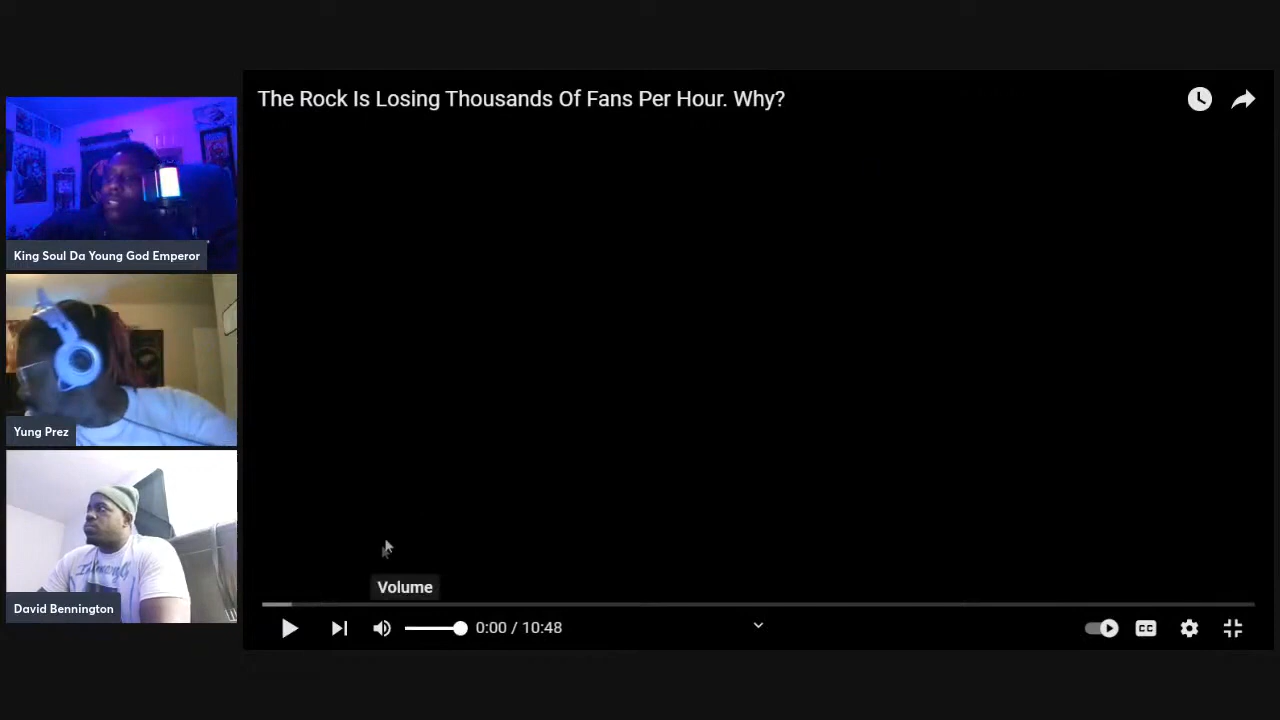 The Rock Is Losing Thousands Of Fans Per Hour. Why?
King Soul Da Young God Emperor
Yung Prez
David Bennington
Volume
0:00 / 10:48
CC